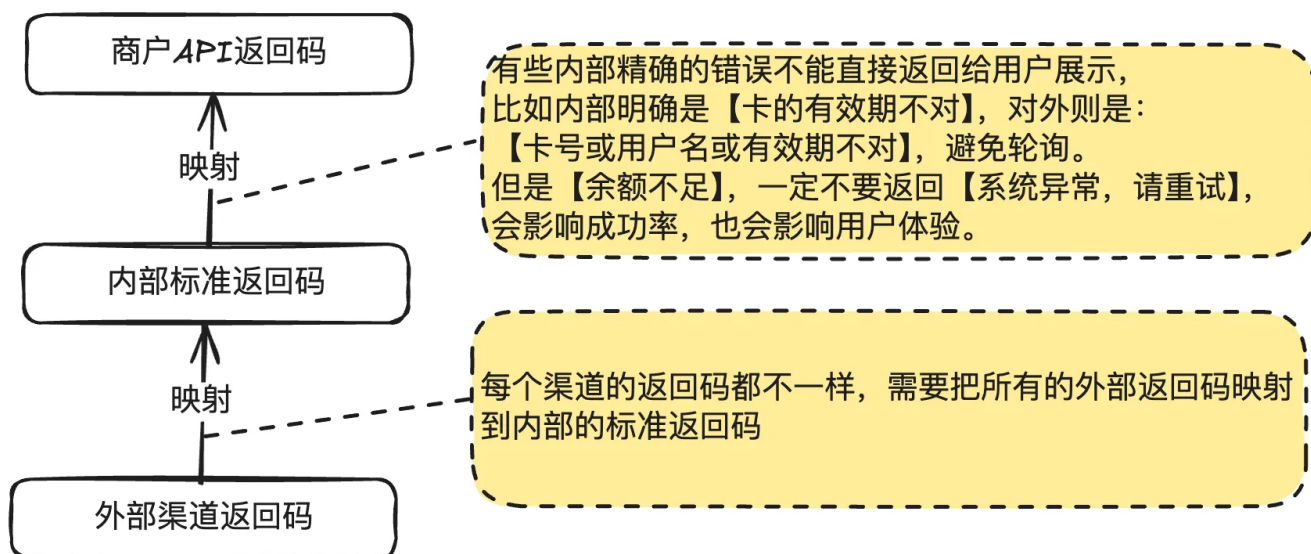 商户API返回码
有些内部精确的错误不能直接返回给用户展示，
比如内部明确是【卡的有效期不对】，对外则是：
【卡号或用户名或有效期不对】，避免轮询。
但是【余额不足】，一定不要返回【系统异常，请重试】，
会影响成功率，也会影响用户体验。
映射
内部标准返回码
映射
每个渠道的返回码都不一样，需要把所有的外部返回码映射
到内部的标准返回码
外部渠道返回码